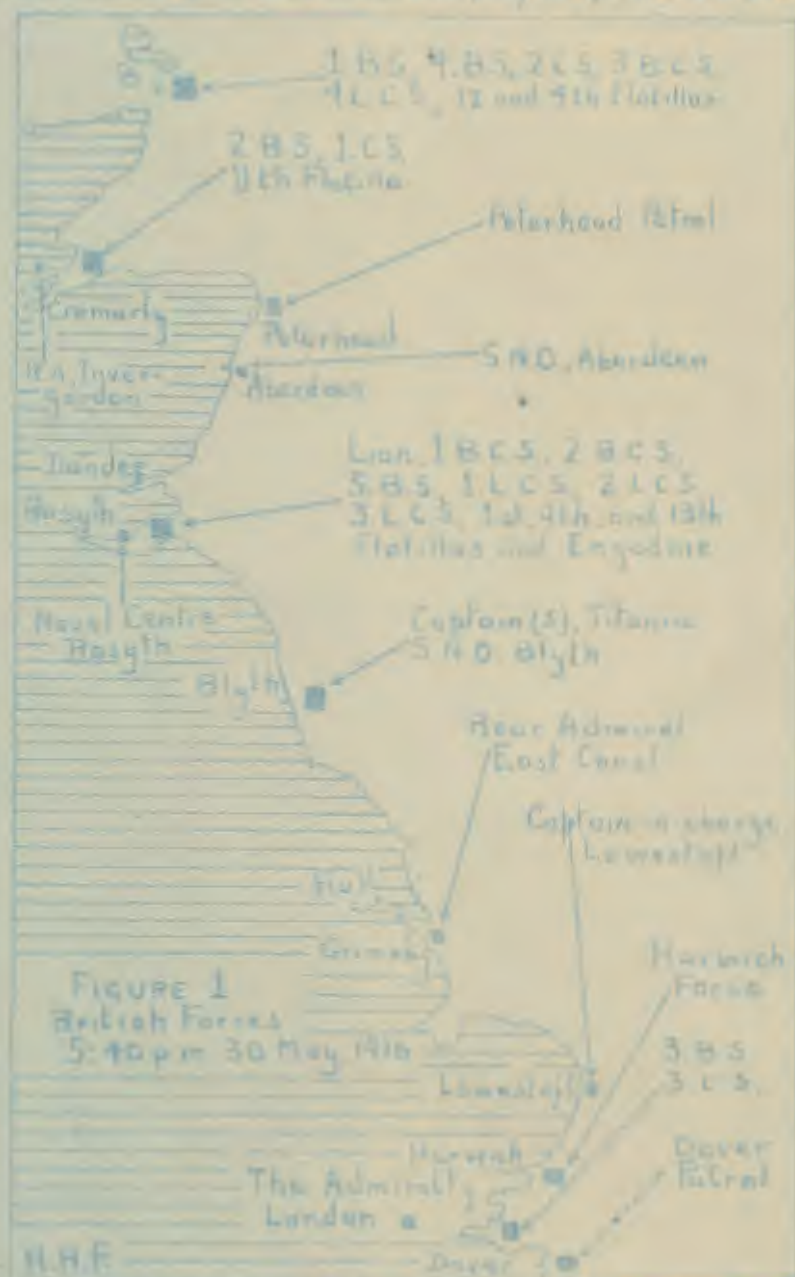 1 B.S, 4.B.S, 2 C.S, 3 B.C.S.
4 L.C.S, 12 and 4th Flotillas
2 B.S, 1.C.S
11th Flotilla
Peterhead Patrol
Cromarty
Peterhead
Inver-
gordon
S.N.O., Aberdeen
Aberdeen
Dundee
Lion, 1 B.C.S., 2 B.C.S,
5.B.S, 1 L.C.S, 2 L.C.S
3 L.C.S, 1st, 9th, and 13th
Flotillas and Engadine
Rosyth
Naval Centre
Rosyth
Captain (S), Titania
S.N.O. Blyth
Blyth
Rear Admiral
East Coast
Captain-in-charge
Lowestoft
Hull
Harwich
Force
FIGURE 1
British Forces
5:40 pm 30 May 1916
3 B.S
3 C.S.
Lowestoft
Harwich
Dover
Patrol
The Admiralty
London
Dover